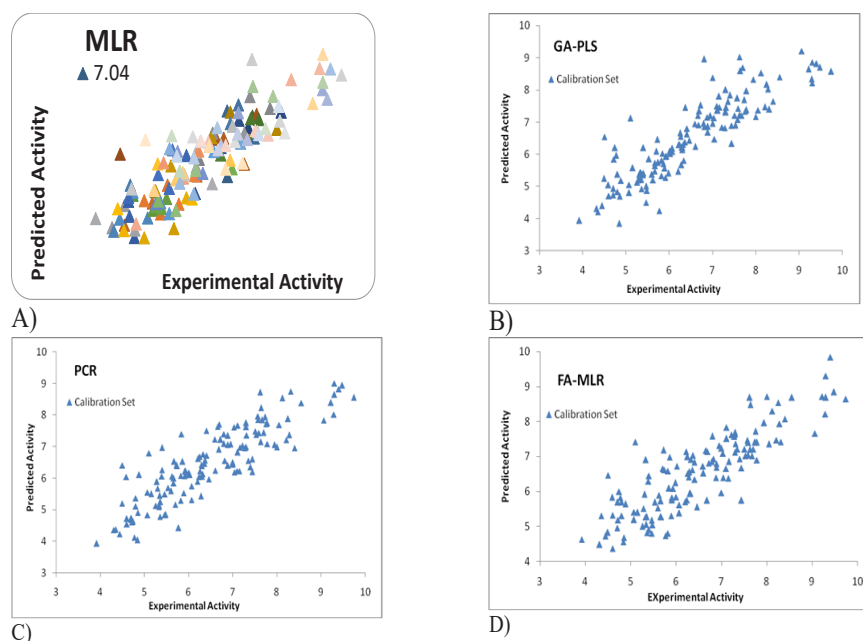 MLR
7.04
Predicted Activity
Experimental Activity
A)
GA-PLS
Calibration Set
Predicted Activity
10
9
8
7
6
5
4
3
3 4 5 6 7 8 9 10
Experimental Activity
B)
PCR
Calibration Set
Predicted Activity
10
9
8
7
6
5
4
3
3 4 5 6 7 8 9 10
EXperimental Activity
C)
FA-MLR
Calibration Set
Predicted Activity
10
9
8
7
6
5
4
3
3 4 5 6 7 8 9 10
EXperimental Activity
D)